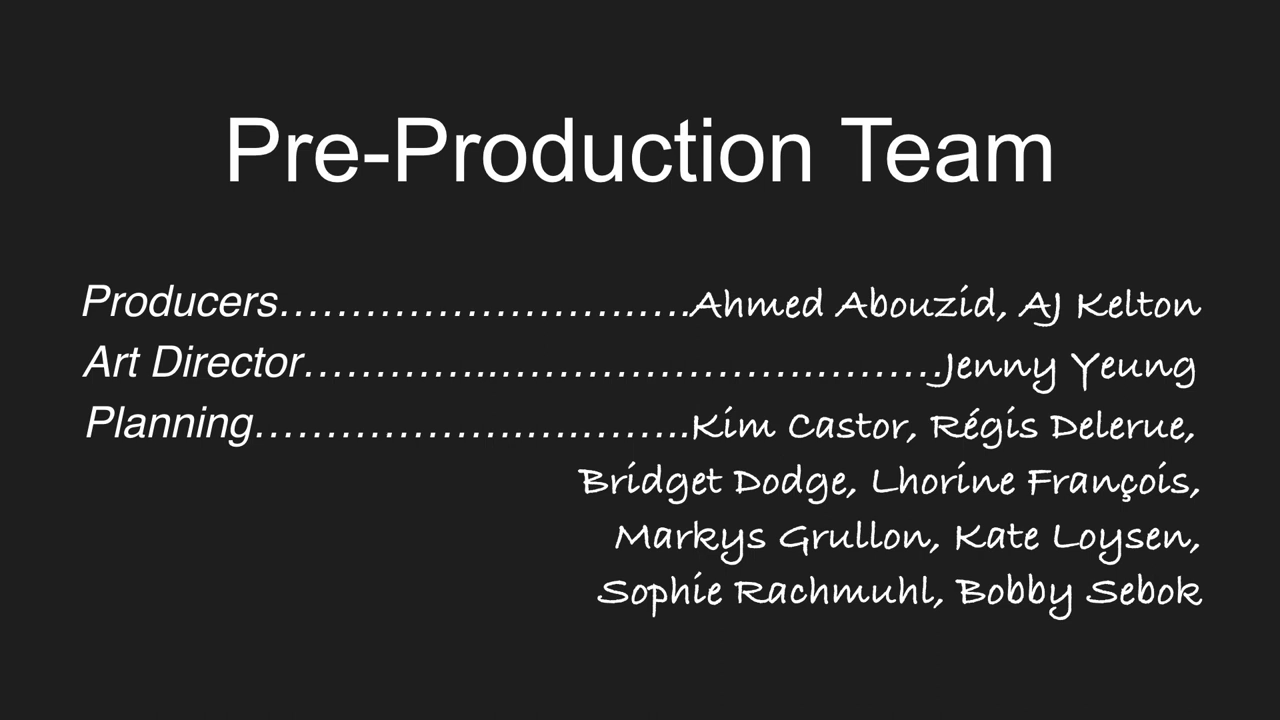 Pre-Production Team
Producers…………………….….Ahmed Abouzid, AJ Kelton
Art Director…………..………………….………Jenny Yeung
Planning……………….….……..Kim Castor, Régis Delerue,
Bridget Dodge, Lhorine François,
Markys Grullon, Kate Loysen,
Sophie Rachmuhl, Bobby Sebok